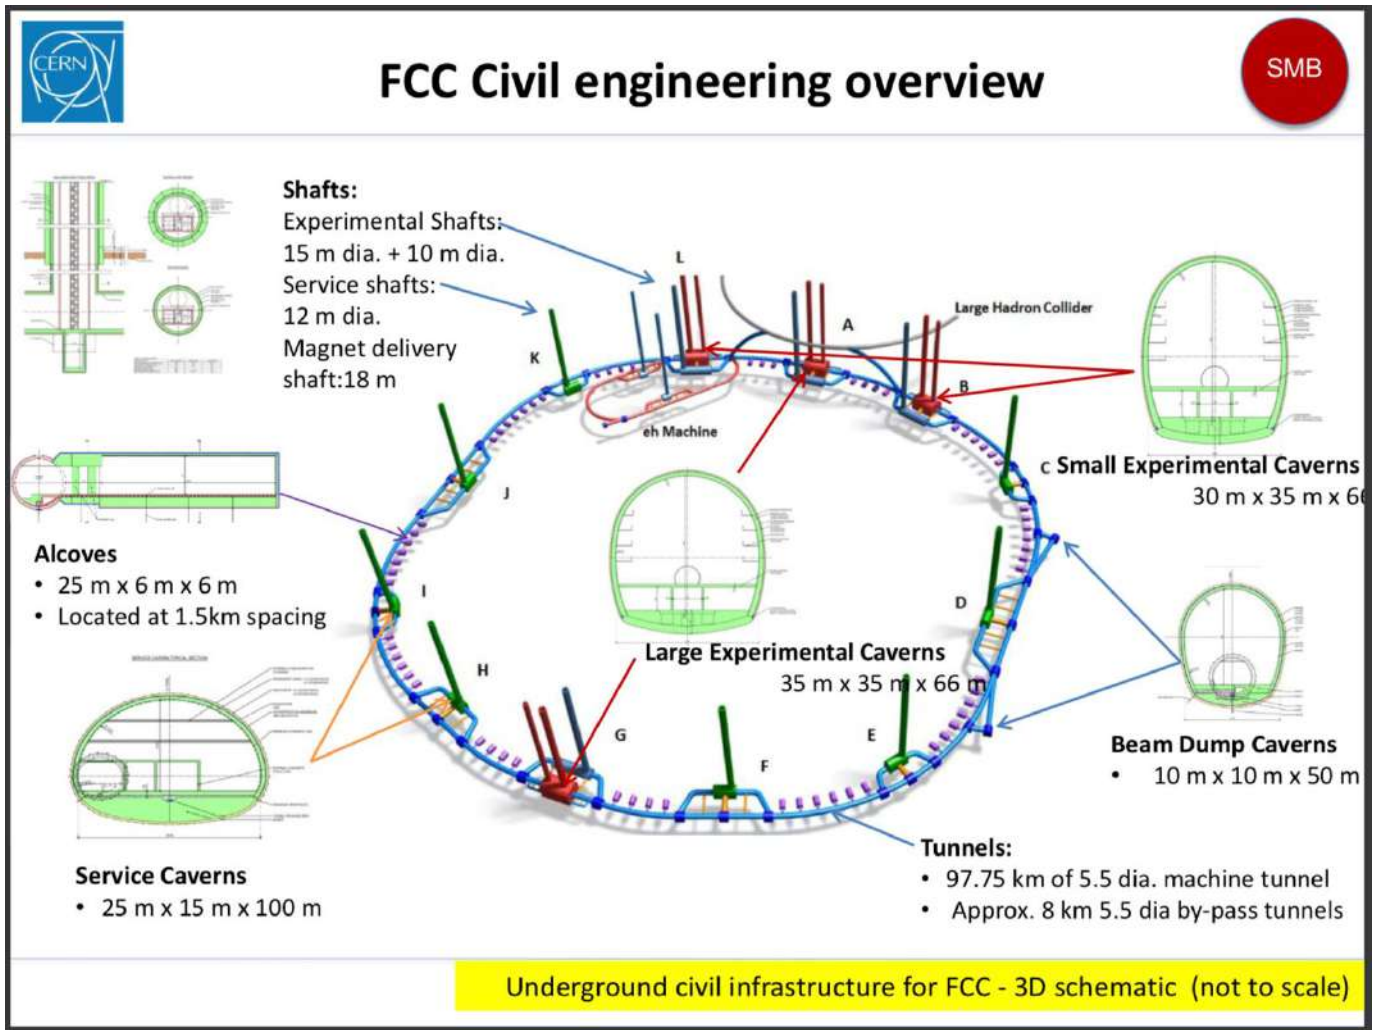 CERN
FCC Civil engineering overview
SMB
Shafts:
Experimental Shafts:
15 m dia. + 10 m dia.
Service shafts:
12 m dia.
Magnet delivery
shaft:18 m
L
A
Large Hadron Collider
K
B
eh Machine
C
Small Experimental Caverns
30 m x 35 m x 66
J
Alcoves
• 25 m x 6 m x 6 m
• Located at 1.5km spacing
I
D
Large Experimental Caverns
35 m x 35 m x 66 m
H
G
F
E
Beam Dump Caverns
• 10 m x 10 m x 50 m
Service Caverns
• 25 m x 15 m x 100 m
Tunnels:
• 97.75 km of 5.5 dia. machine tunnel
• Approx. 8 km 5.5 dia by-pass tunnels
Underground civil infrastructure for FCC - 3D schematic (not to scale)